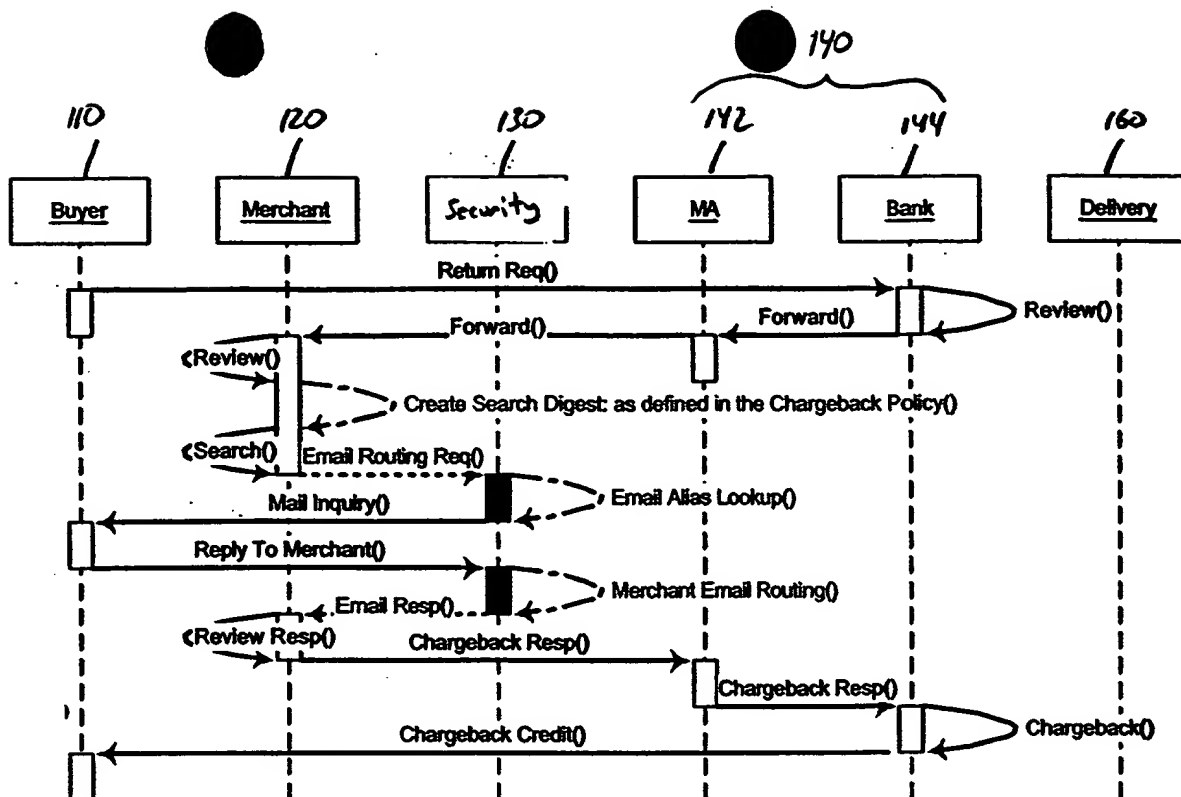 140
110
120
130
142
144
160
Buyer
Merchant
Security
MA
Bank
Delivery
Return Req()
Review()
Forward()
Forward()
Review()
Create Search Digest: as defined in the Chargeback Policy()
Search()
Email Routing Req()
Email Alias Lookup()
Mail Inquiry()
Reply To Merchant()
Merchant Email Routing()
Email Resp()
Review Resp()
Chargeback Resp()
Chargeback Resp()
Chargeback()
Chargeback Credit()